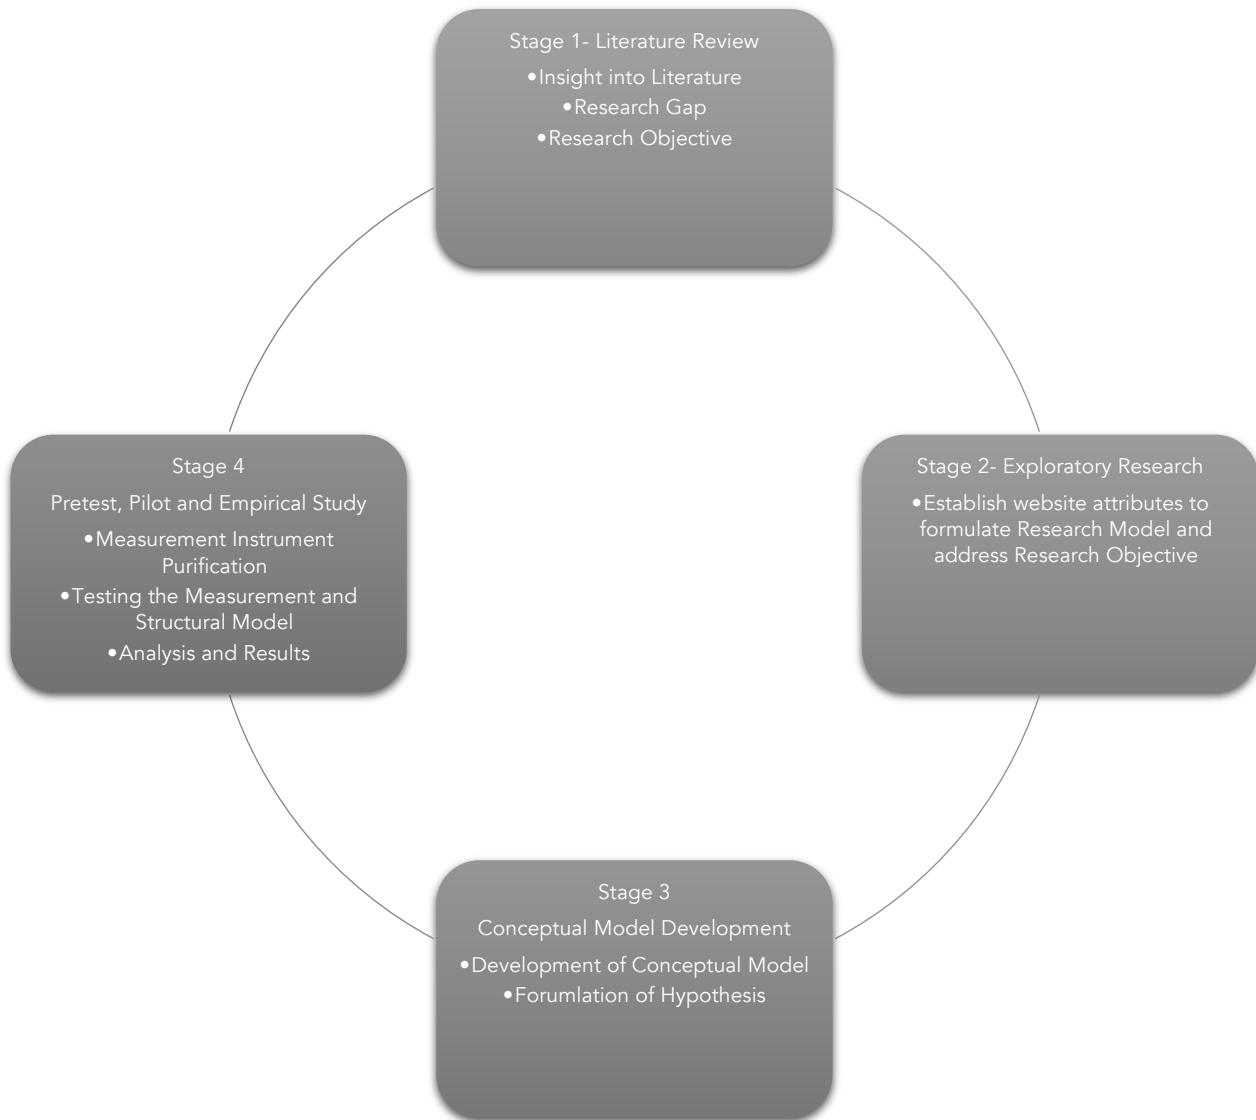 Stage 1- Literature Review
•Insight into Literature
•Research Gap
•Research Objective
Stage 2- Exploratory Research
•Establish website attributes to
formulate Research Model and
address Research Objective
Stage 3
Conceptual Model Development
•Development of Conceptual Model
•Forumlation of Hypothesis
Stage 4
Pretest, Pilot and Empirical Study
•Measurement Instrument
Purification
•Testing the Measurement and
Structural Model
•Analysis and Results